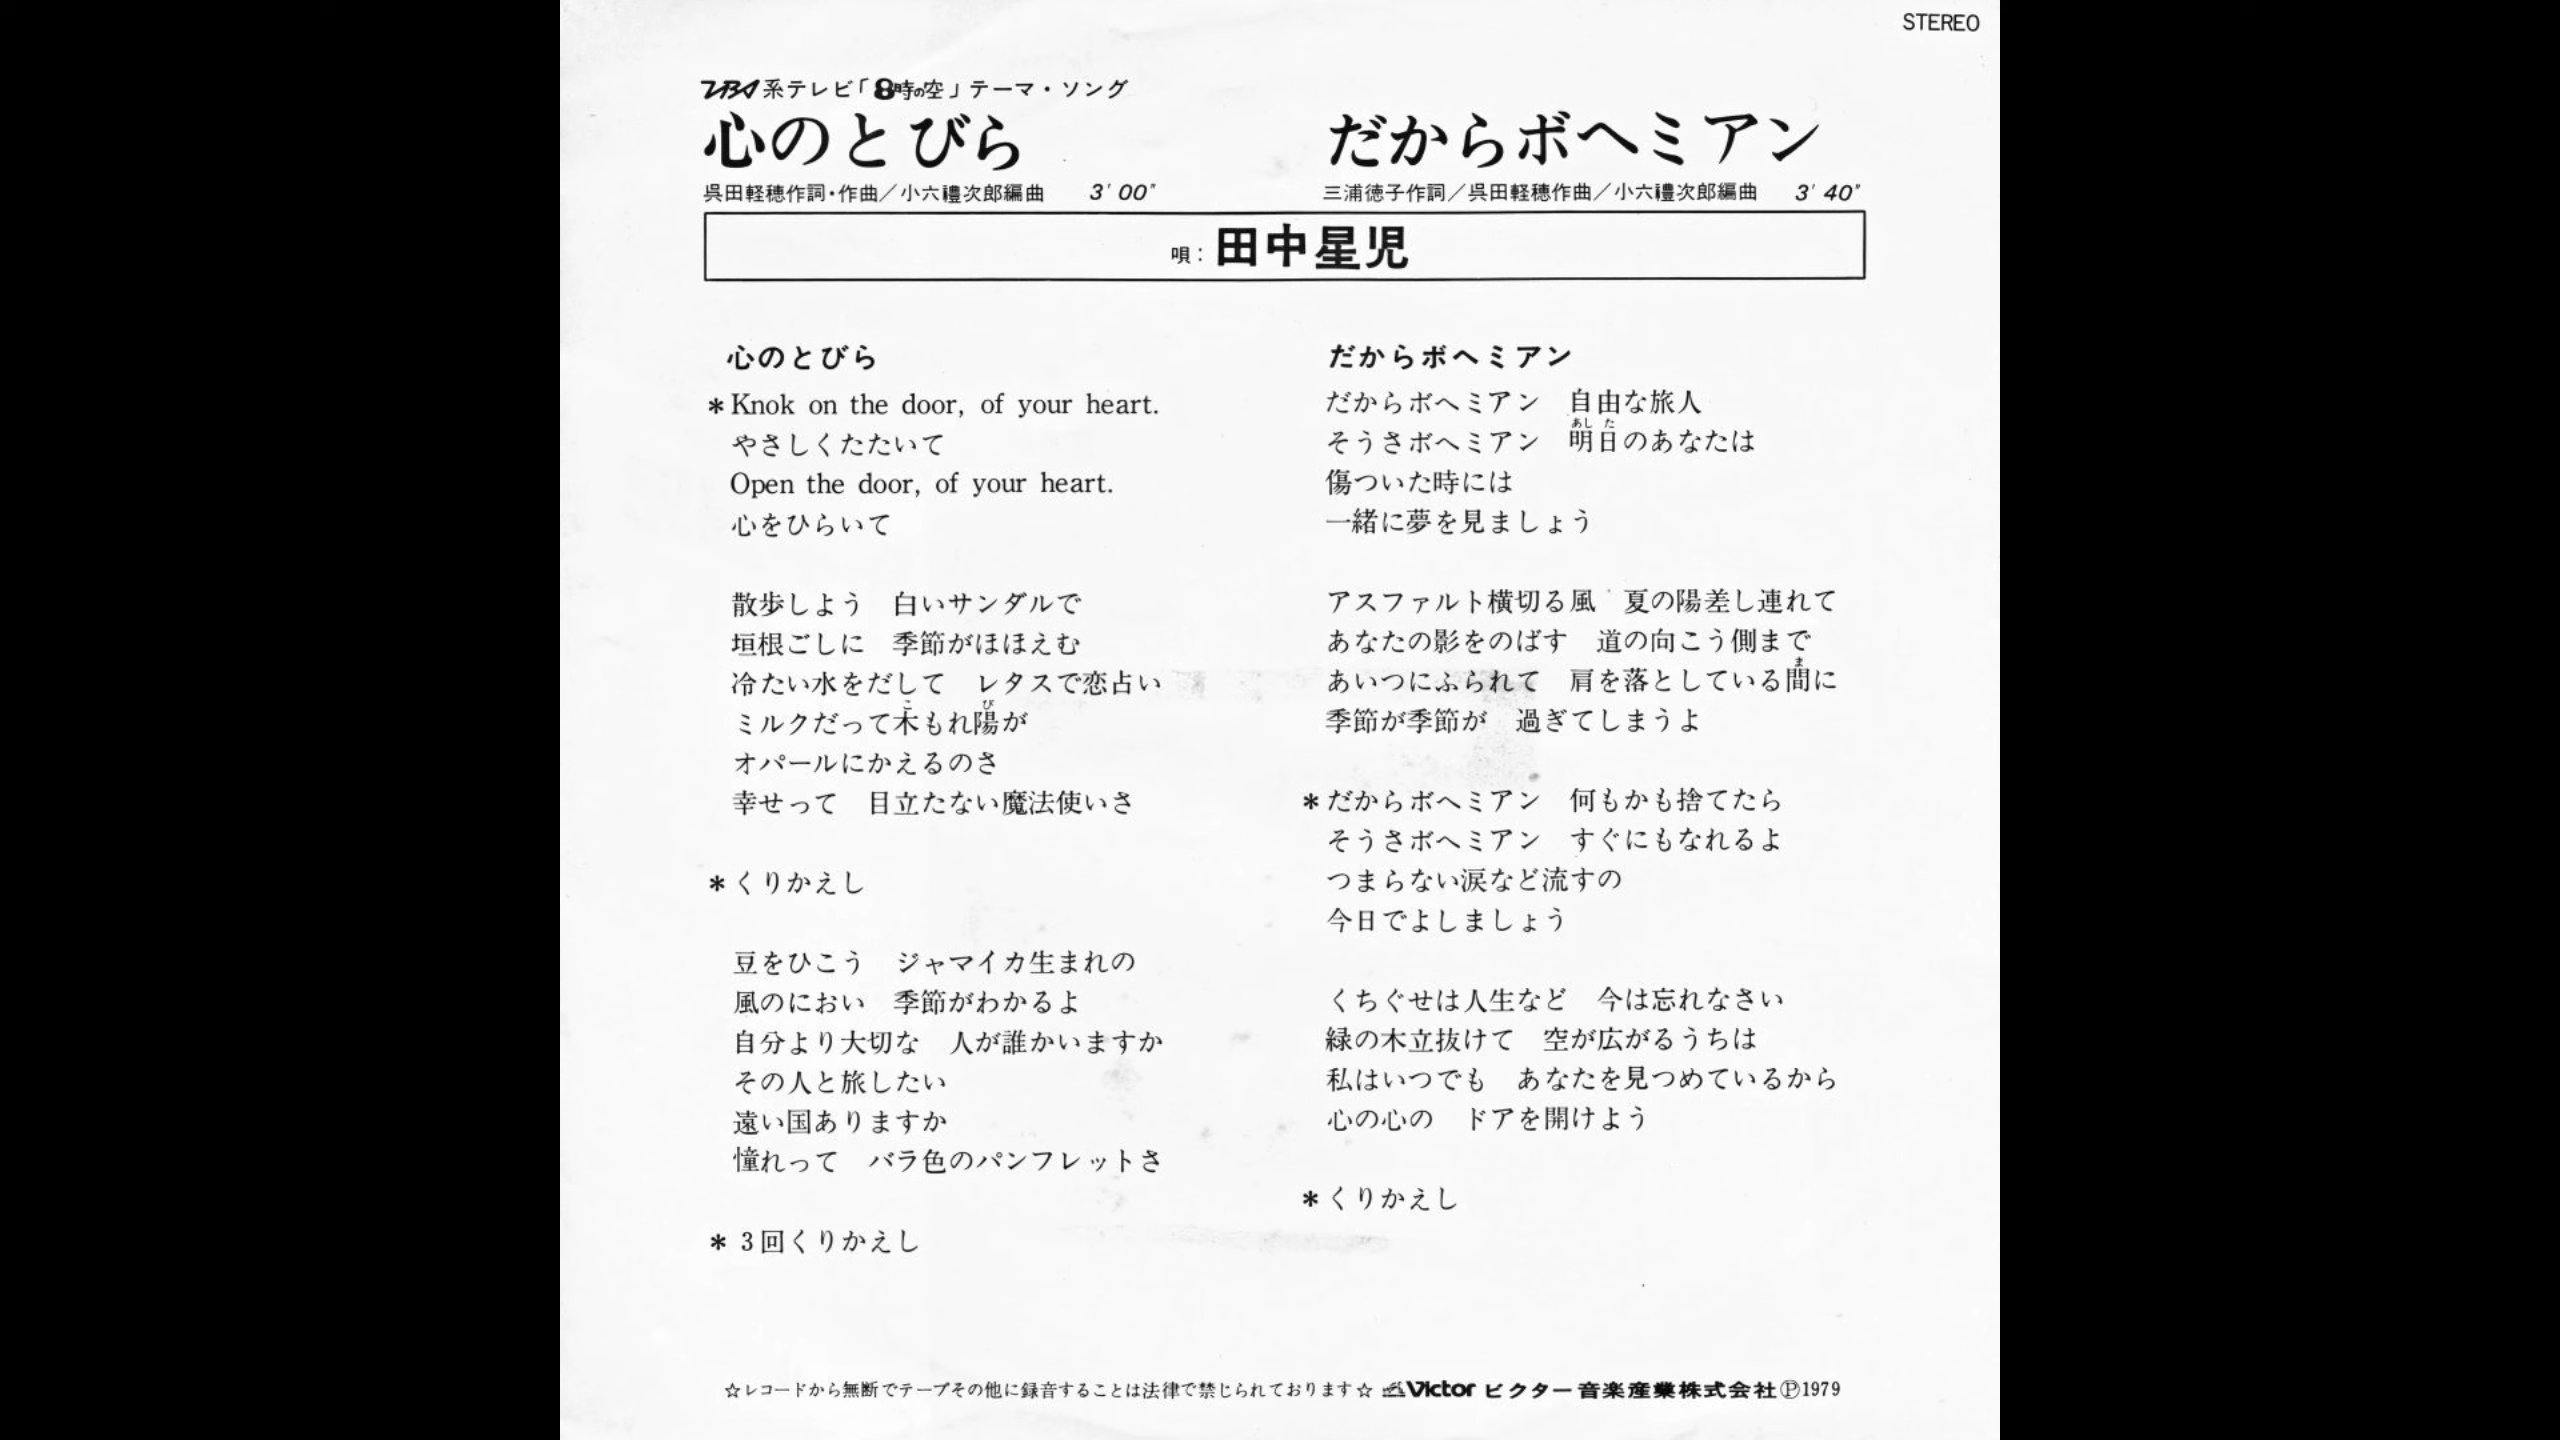 STEREO
TBS系テレビ「8時の空」テーマ・ソング
心のとびら
呉田軽穂作詞・作曲／小六禮次郎編曲 3′00″
だからボヘミアン
三浦徳子作詞／呉田軽穂作曲／小六禮次郎編曲 3′40″
唄：田中星児
心のとびら
＊Knok on the door, of your heart.
やさしくたたいて
Open the door, of your heart.
心をひらいて
散歩しよう　白いサンダルで
垣根ごしに　季節がほほえむ
冷たい水をだして　レタスで恋占い
こ び
ミルクだって木もれ陽が
オパールにかえるのさ
幸せって　目立たない魔法使いさ
＊くりかえし
豆をひこう　ジャマイカ生まれの
風のにおい　季節がわかるよ
自分より大切な　人が誰かいますか
その人と旅したい
遠い国ありますか
憧れって　バラ色のパンフレットさ
＊3回くりかえし
だからボヘミアン
だからボヘミアン　自由な旅人
あし た
そうさボヘミアン　明日のあなたは
傷ついた時には
一緒に夢を見ましょう
アスファルト横切る風　夏の陽差し連れて
あなたの影をのばす　道の向こう側まで
ま
あいつにふられて　肩を落としている間に
季節が季節が　過ぎてしまうよ
＊だからボヘミアン　何もかも捨てたら
そうさボヘミアン　すぐにもなれるよ
つまらない涙など流すの
今日でよしましょう
くちぐせは人生など　今は忘れなさい
緑の木立抜けて　空が広がるうちは
私はいつでも　あなたを見つめているから
心の心の　ドアを開けよう
＊くりかえし
☆レコードから無断でテープその他に録音することは法律で禁じられております☆ Victor ビクター音楽産業株式会社Ⓟ1979